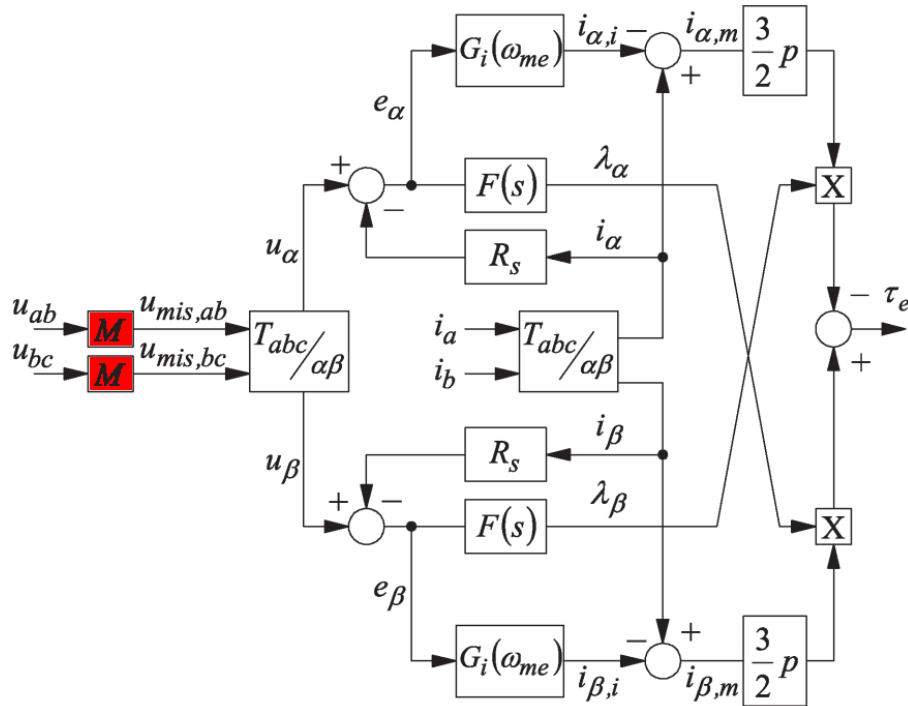 G_i(ω_me) i_α,i − i_α,m 3/2 p
+
e_α
+ F(s) λ_α X
−
u_α R_s i_α
− τ_e
u_ab M u_mis,ab T_abc/αβ i_a T_abc/αβ
u_bc M u_mis,bc i_b
+
u_β R_s i_β
+ − F(s) λ_β X
e_β
− +
G_i(ω_me) i_β,i i_β,m 3/2 p